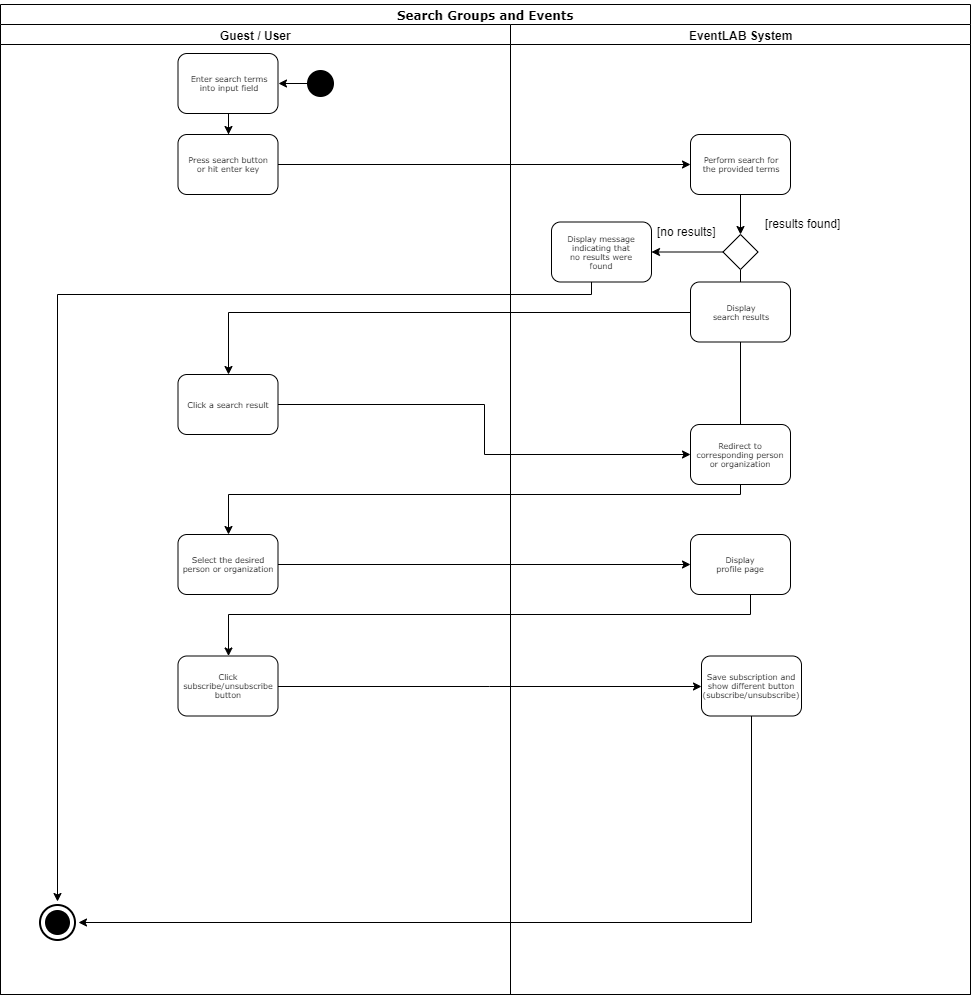 Search Groups and Events
Guest / User
EventLAB System
Enter search terms
into input field
Press search button
or hit enter key
Perform search for
the provided terms
[results found]
[no results]
Display message
indicating that
no results were
found
Display
search results
Click a search result
Redirect to
corresponding person
or organization
Select the desired
person or organization
Display
profile page
Click
subscribe/unsubscribe
button
Save subscription and
show different button
(subscribe/unsubscribe)